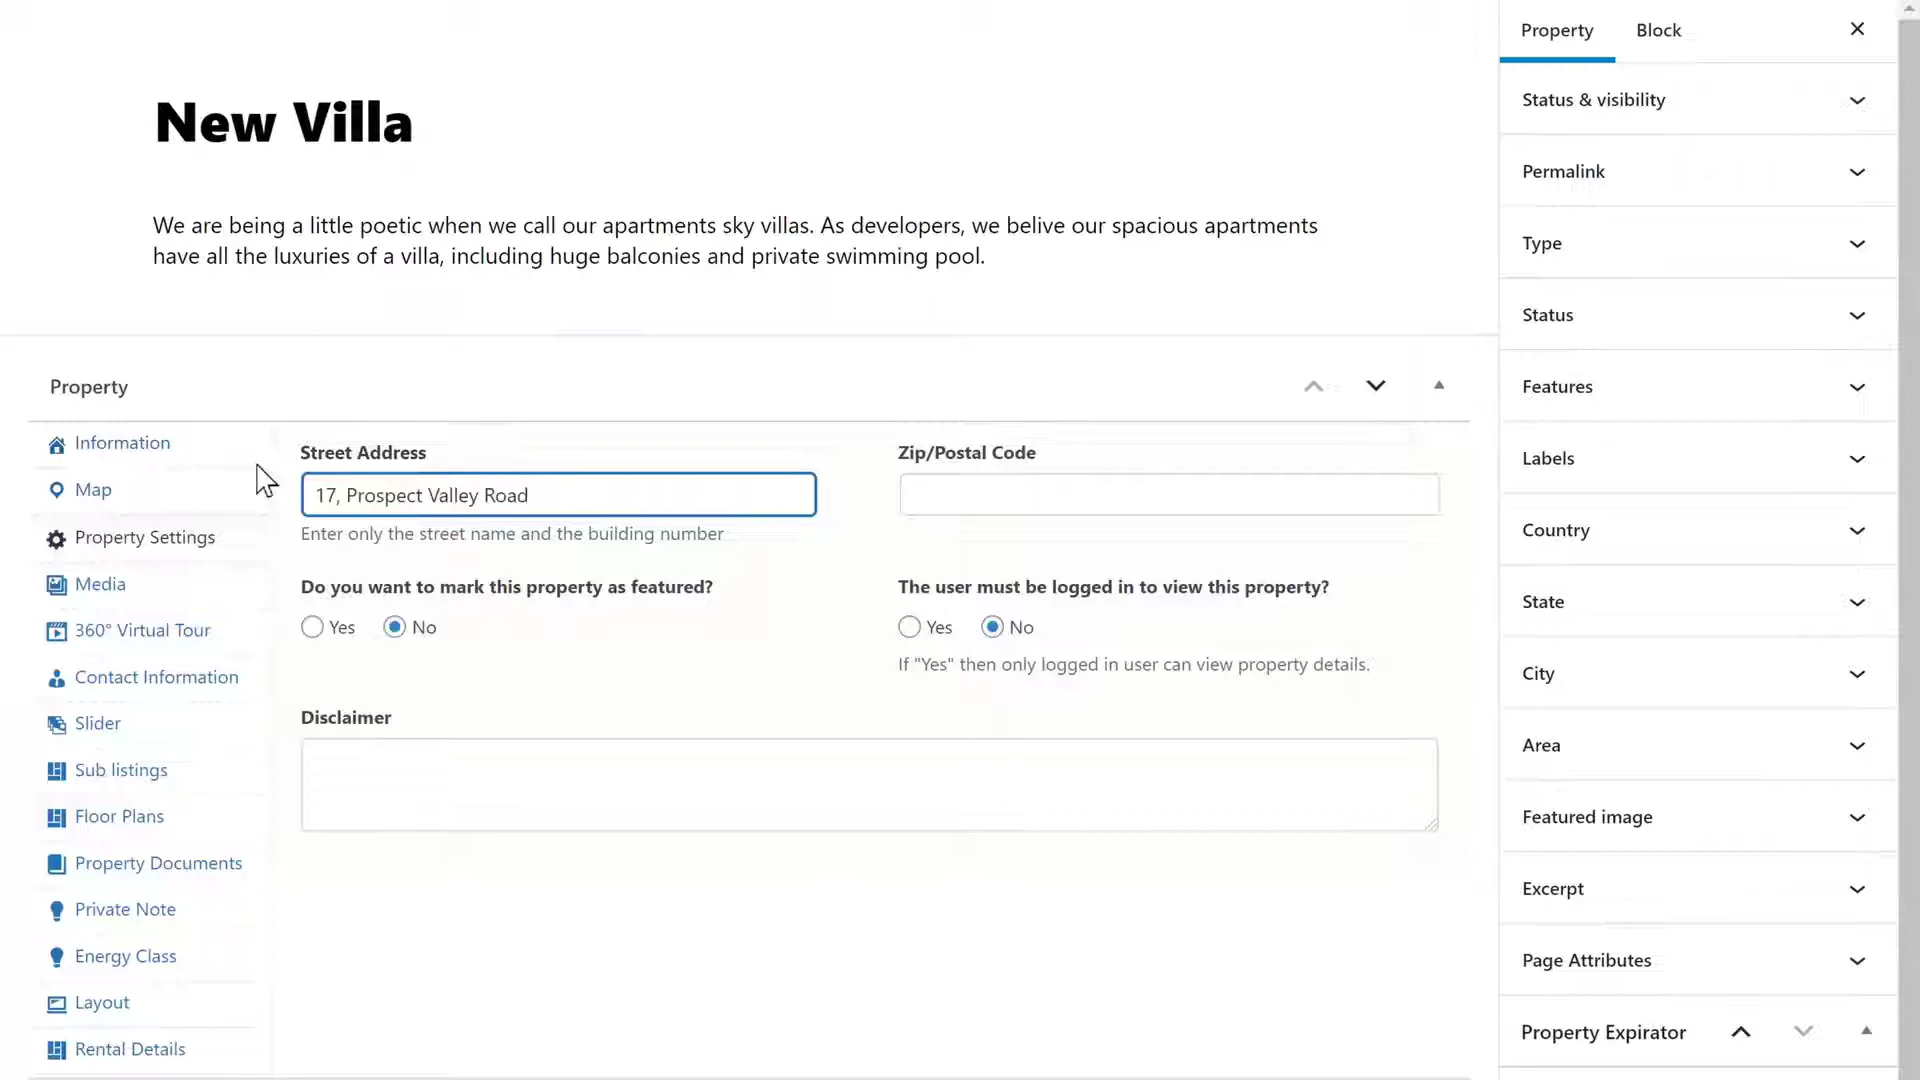 New Villa
We are being a little poetic when we call our apartments sky villas. As developers, we belive our spacious apartments
have all the luxuries of a villa, including huge balconies and private swimming pool.
Property
Information
Map
Property Settings
Media
360° Virtual Tour
Contact Information
Slider
Sub listings
Floor Plans
Property Documents
Private Note
Energy Class
Layout
Rental Details
Street Address
17, Prospect Valley Road
Enter only the street name and the building number
Zip/Postal Code
Do you want to mark this property as featured?
Yes No
The user must be logged in to view this property?
Yes No
If "Yes" then only logged in user can view property details.
Disclaimer
Property Block
Status & visibility
Permalink
Type
Status
Features
Labels
Country
State
City
Area
Featured image
Excerpt
Page Attributes
Property Expirator